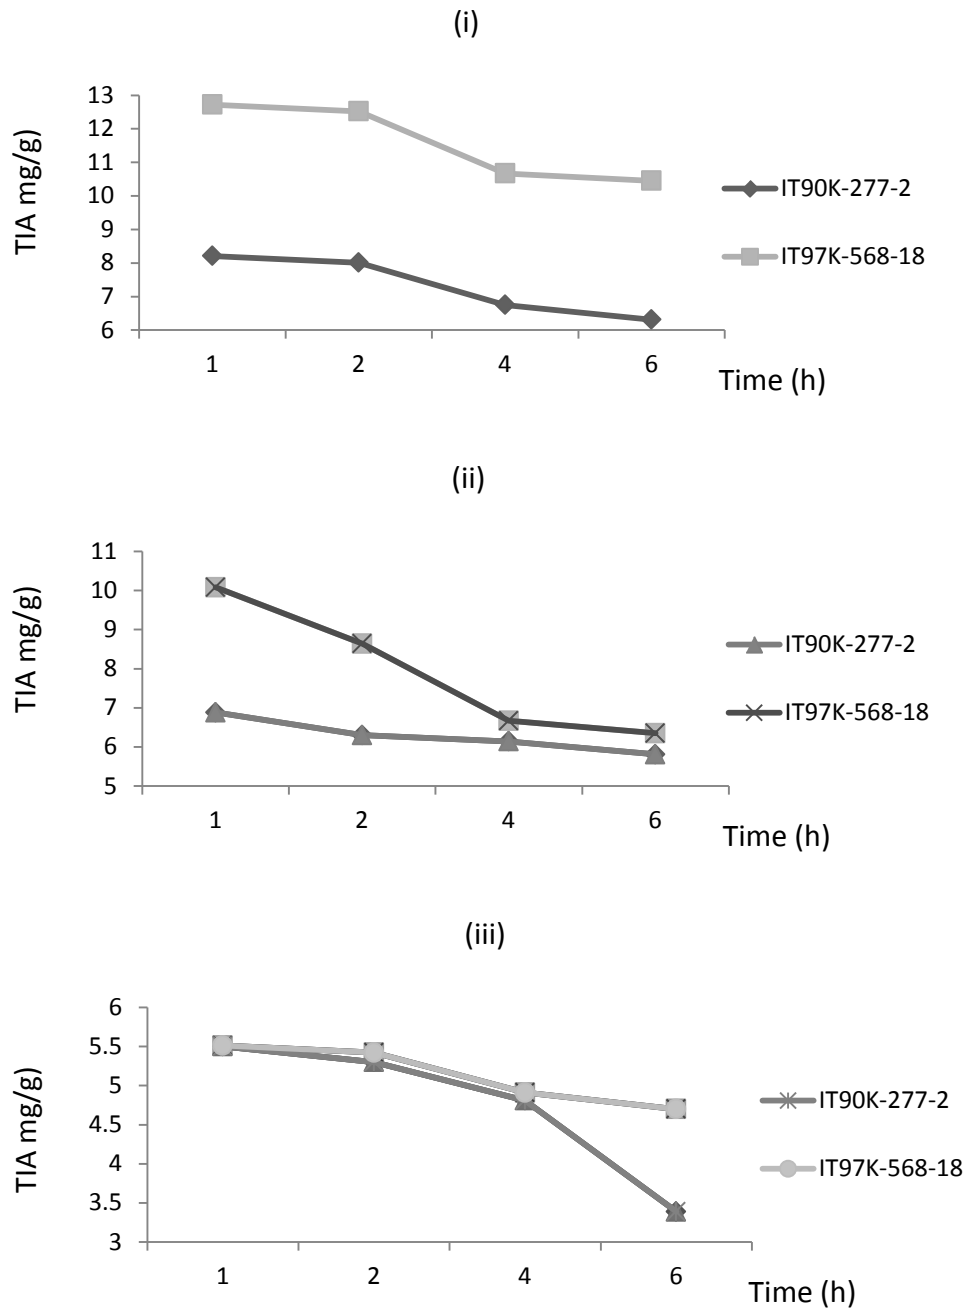 (i)
TIA mg/g
13
12
11
10
9
8
7
6
1 2 4 6
Time (h)
IT90K-277-2
IT97K-568-18
(ii)
TIA mg/g)
11
10
9
8
7
6
5
1 2 4 6
Time (h)
IT90K-277-2
IT97K-568-18
(iii)
TIA mg/g)
6
5.5
5
4.5
4
3.5
3
1 2 4 6
Time (h)
IT90K-277-2
IT97K-568-18